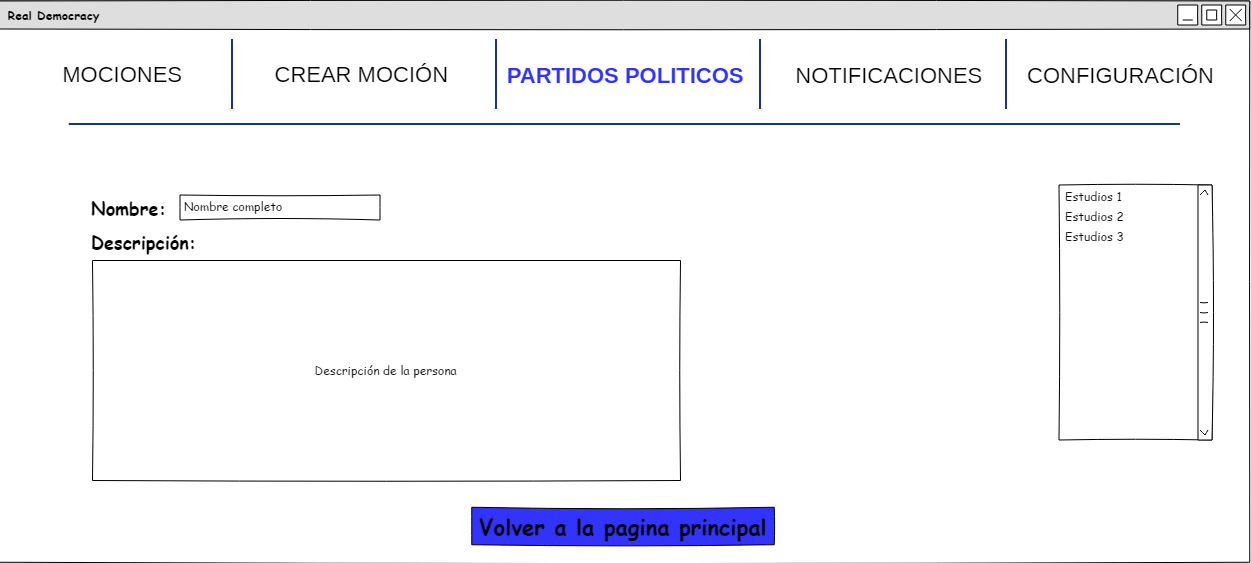 Real Democracy
MOCIONES
CREAR MOCIÓN
PARTIDOS POLITICOS
NOTIFICACIONES
CONFIGURACIÓN
Nombre:
Nombre completo
Descripción:
Descripción de la persona
Estudios 1
Estudios 2
Estudios 3
Volver a la pagina principal